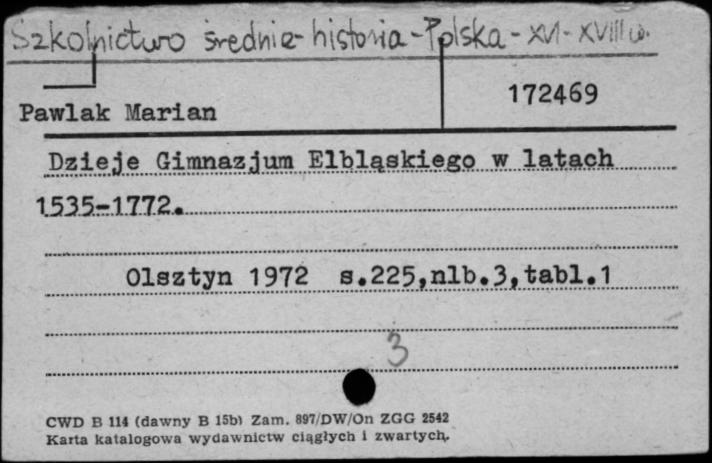 Szkolnictwo średnie - historia - Polska - XVI - XVIII w.
172469
Pawlak Marian
Dzieje Gimnazjum Elbląskiego w latach
1535-1772.
Olsztyn 1972 s.225,nlb.3,tabl.1
3
CWD B 114 (dawny B 15b) Zam. 897/DW/On ZGG 2542
Karta katalogowa wydawnictw ciągłych i zwartych.